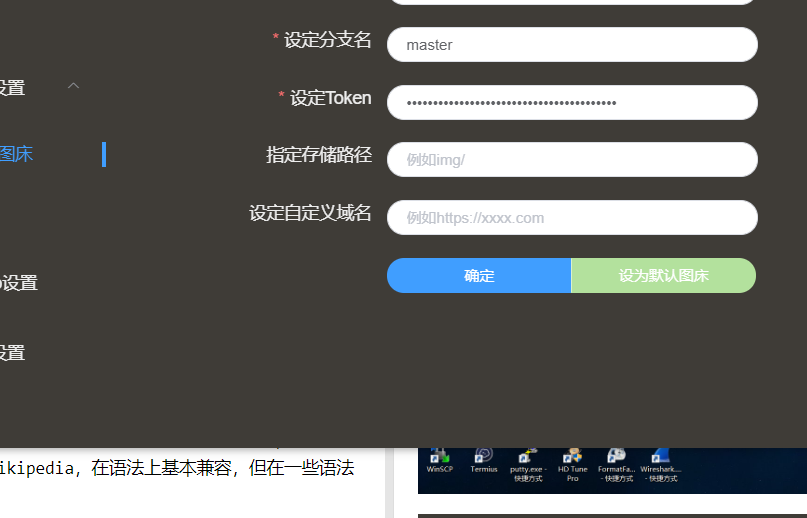 * 设定分支名
master
设置
* 设定Token
••••••••••••••••••••••••••••••••••••••••
图床
指定存储路径
例如img/
设定自定义域名
例如https://xxxx.com
确定
设为默认图床
设置
设置
ikipedia，在语法上基本兼容，但在一些语法
WinSCP
Termius
putty.exe -
快捷方式
HD Tune
Pro
FormatFa...
- 快捷方式
Wireshark....
- 快捷方式